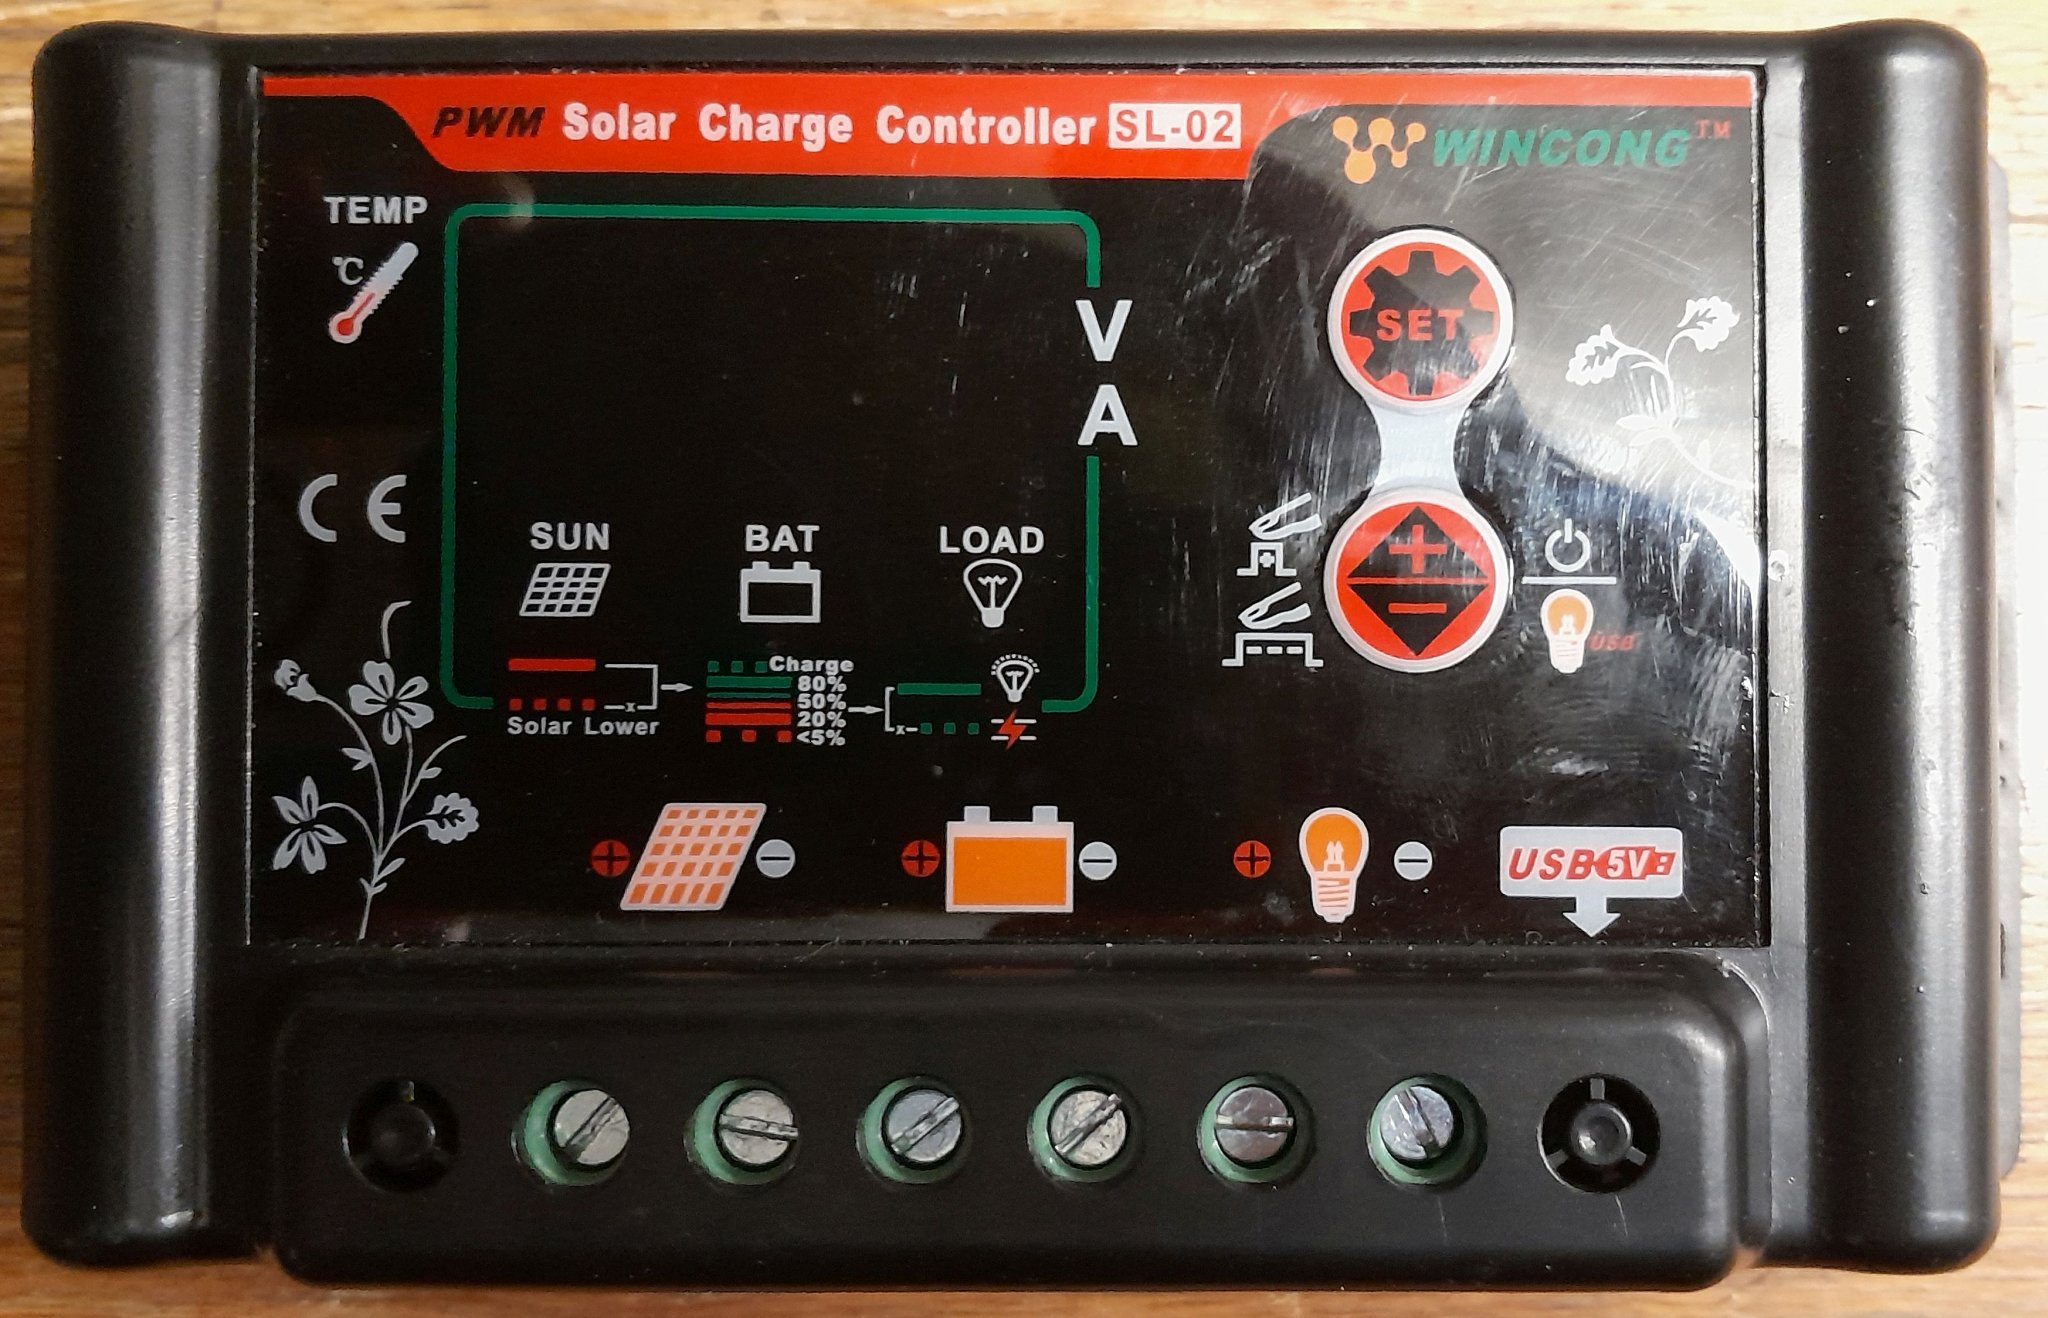 PWM Solar Charge Controller SL-02
WINCONG™
TEMP
°C
V
A
SET
CE
SUN
BAT
LOAD
+
−
USB
Charge
80%
50%
20%
<5%
x
Solar Lower
x
+ −
+ −
+ −
USB 5V